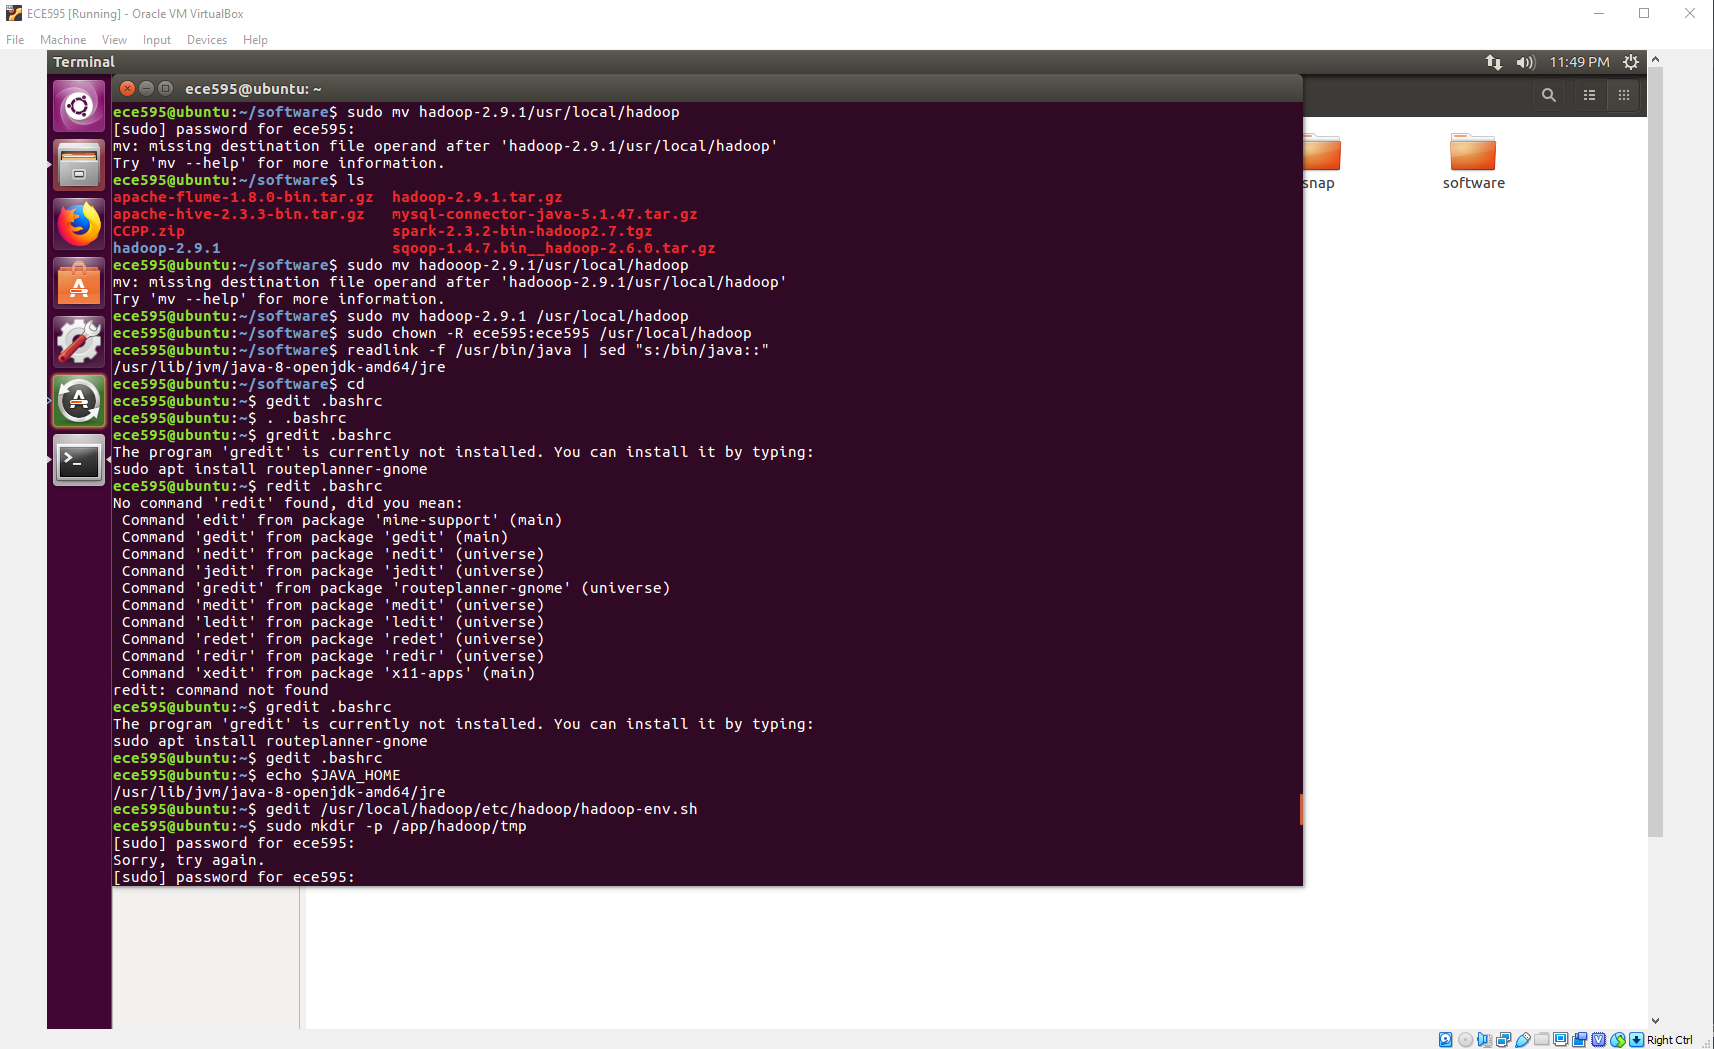 ECE595 [Running] - Oracle VM VirtualBox
File Machine View Input Devices Help
Terminal 11:49 PM
ece595@ubuntu: ~
ece595@ubuntu:~/software$ sudo mv hadoop-2.9.1/usr/local/hadoop
[sudo] password for ece595:
mv: missing destination file operand after 'hadoop-2.9.1/usr/local/hadoop'
Try 'mv --help' for more information.
ece595@ubuntu:~/software$ ls
apache-flume-1.8.0-bin.tar.gz hadoop-2.9.1.tar.gz
apache-hive-2.3.3-bin.tar.gz mysql-connector-java-5.1.47.tar.gz
CCPP.zip spark-2.3.2-bin-hadoop2.7.tgz
hadoop-2.9.1 sqoop-1.4.7.bin__hadoop-2.6.0.tar.gz
ece595@ubuntu:~/software$ sudo mv hadooop-2.9.1/usr/local/hadoop
mv: missing destination file operand after 'hadooop-2.9.1/usr/local/hadoop'
Try 'mv --help' for more information.
ece595@ubuntu:~/software$ sudo mv hadoop-2.9.1 /usr/local/hadoop
ece595@ubuntu:~/software$ sudo chown -R ece595:ece595 /usr/local/hadoop
ece595@ubuntu:~/software$ readlink -f /usr/bin/java | sed "s:/bin/java::"
/usr/lib/jvm/java-8-openjdk-amd64/jre
ece595@ubuntu:~/software$ cd
ece595@ubuntu:~$ gedit .bashrc
ece595@ubuntu:~$ . .bashrc
ece595@ubuntu:~$ gredit .bashrc
The program 'gredit' is currently not installed. You can install it by typing:
sudo apt install routeplanner-gnome
ece595@ubuntu:~$ redit .bashrc
No command 'redit' found, did you mean:
Command 'edit' from package 'mime-support' (main)
Command 'gedit' from package 'gedit' (main)
Command 'nedit' from package 'nedit' (universe)
Command 'jedit' from package 'jedit' (universe)
Command 'gredit' from package 'routeplanner-gnome' (universe)
Command 'medit' from package 'medit' (universe)
Command 'ledit' from package 'ledit' (universe)
Command 'redet' from package 'redet' (universe)
Command 'redir' from package 'redir' (universe)
Command 'xedit' from package 'x11-apps' (main)
redit: command not found
ece595@ubuntu:~$ gredit .bashrc
The program 'gredit' is currently not installed. You can install it by typing:
sudo apt install routeplanner-gnome
ece595@ubuntu:~$ gedit .bashrc
ece595@ubuntu:~$ echo $JAVA_HOME
/usr/lib/jvm/java-8-openjdk-amd64/jre
ece595@ubuntu:~$ gedit /usr/local/hadoop/etc/hadoop/hadoop-env.sh
ece595@ubuntu:~$ sudo mkdir -p /app/hadoop/tmp
[sudo] password for ece595:
Sorry, try again.
[sudo] password for ece595:
snap software
Right Ctrl